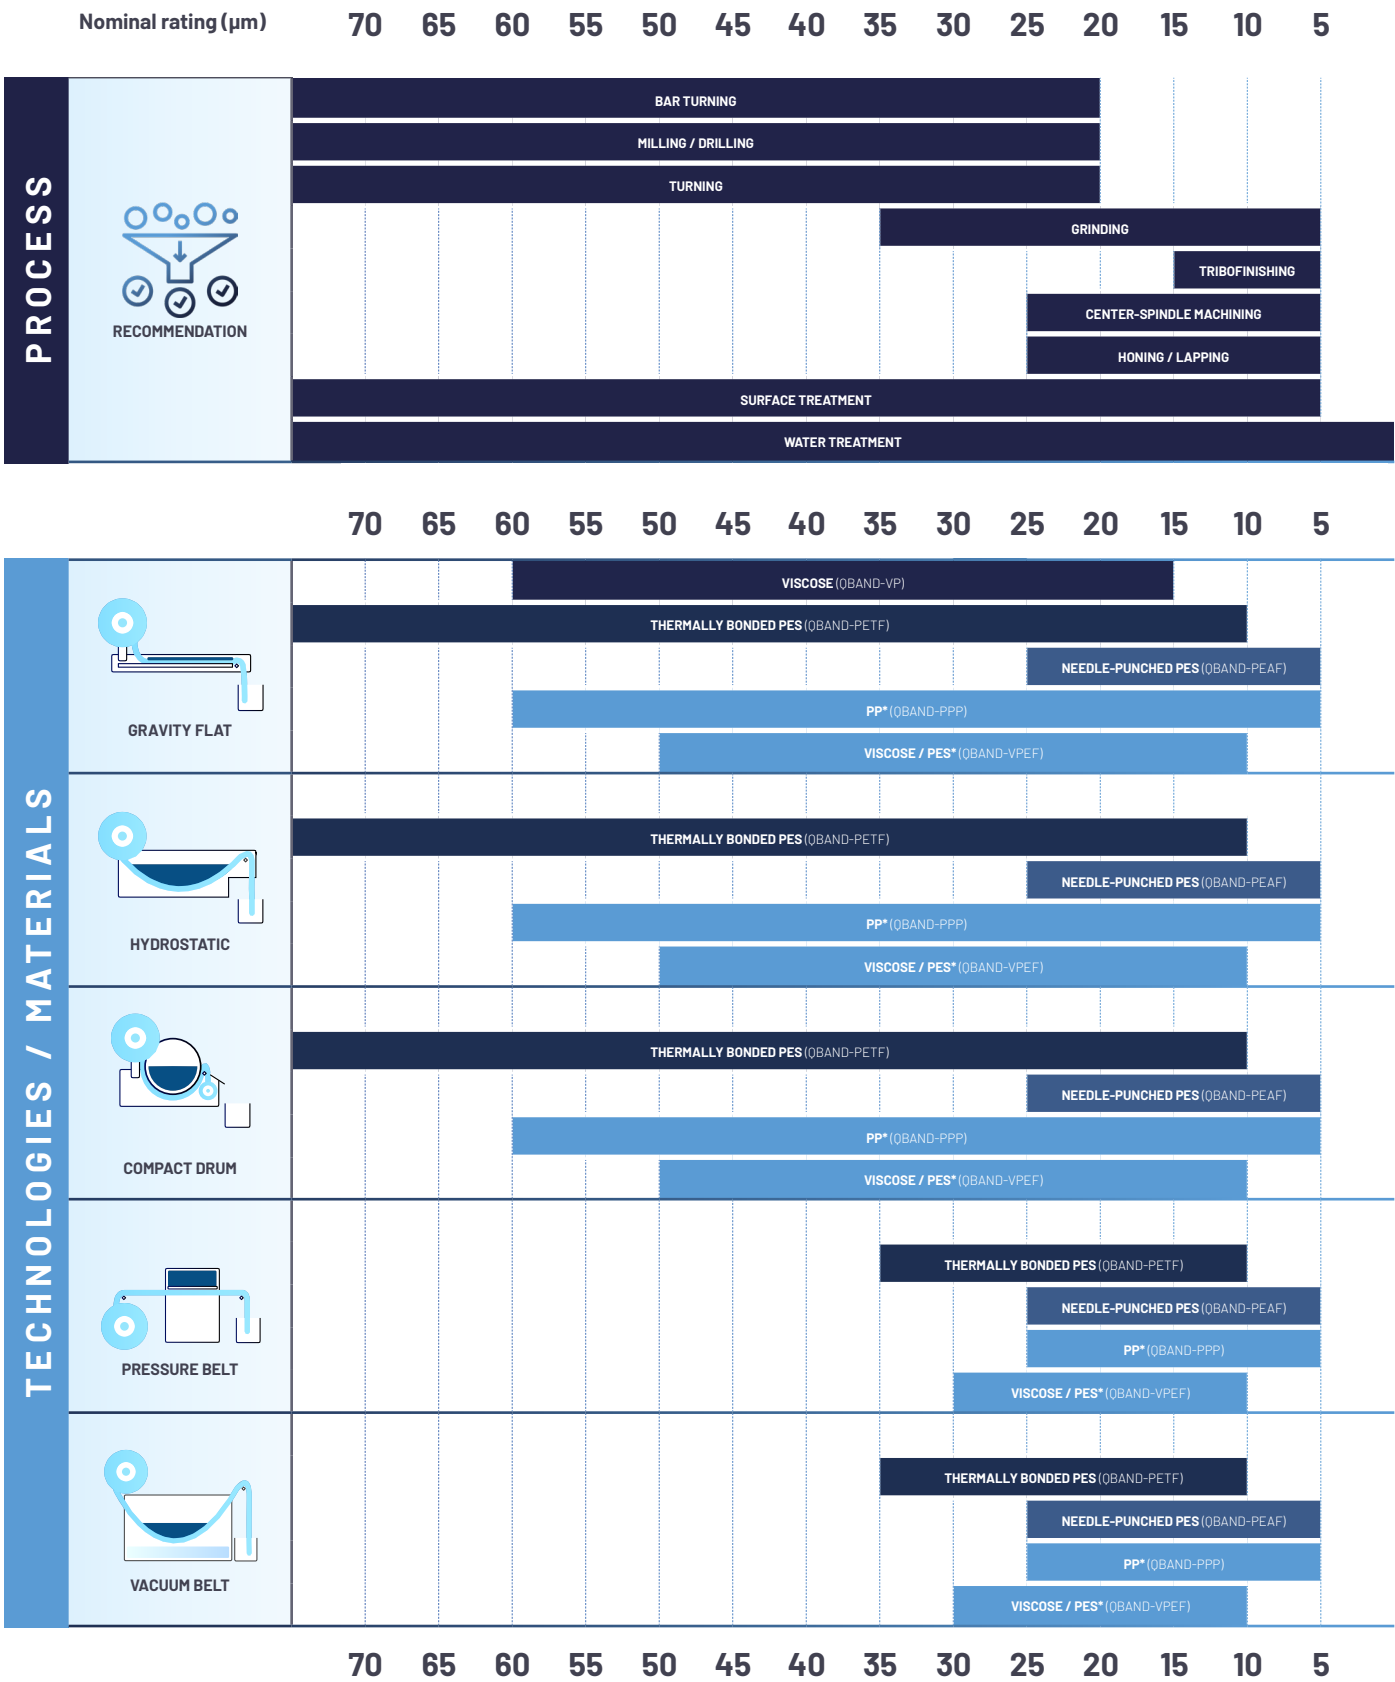 Nominal rating (µm) 70 65 60 55 50 45 40 35 30 25 20 15 10 5
PROCESS
RECOMMENDATION
BAR TURNING
MILLING / DRILLING
TURNING
GRINDING
TRIBOFINISHING
CENTER-SPINDLE MACHINING
HONING / LAPPING
SURFACE TREATMENT
WATER TREATMENT
70 65 60 55 50 45 40 35 30 25 20 15 10 5
TECHNOLOGIES / MATERIALS
GRAVITY FLAT
VISCOSE (QBAND-VP)
THERMALLY BONDED PES (QBAND-PETF)
NEEDLE-PUNCHED PES (QBAND-PEAF)
PP* (QBAND-PPP)
VISCOSE / PES* (QBAND-VPEF)
HYDROSTATIC
THERMALLY BONDED PES (QBAND-PETF)
NEEDLE-PUNCHED PES (QBAND-PEAF)
PP* (QBAND-PPP)
VISCOSE / PES* (QBAND-VPEF)
COMPACT DRUM
THERMALLY BONDED PES (QBAND-PETF)
NEEDLE-PUNCHED PES (QBAND-PEAF)
PP* (QBAND-PPP)
VISCOSE / PES* (QBAND-VPEF)
PRESSURE BELT
THERMALLY BONDED PES (QBAND-PETF)
NEEDLE-PUNCHED PES (QBAND-PEAF)
PP* (QBAND-PPP)
VISCOSE / PES* (QBAND-VPEF)
VACUUM BELT
THERMALLY BONDED PES (QBAND-PETF)
NEEDLE-PUNCHED PES (QBAND-PEAF)
PP* (QBAND-PPP)
VISCOSE / PES* (QBAND-VPEF)
70 65 60 55 50 45 40 35 30 25 20 15 10 5